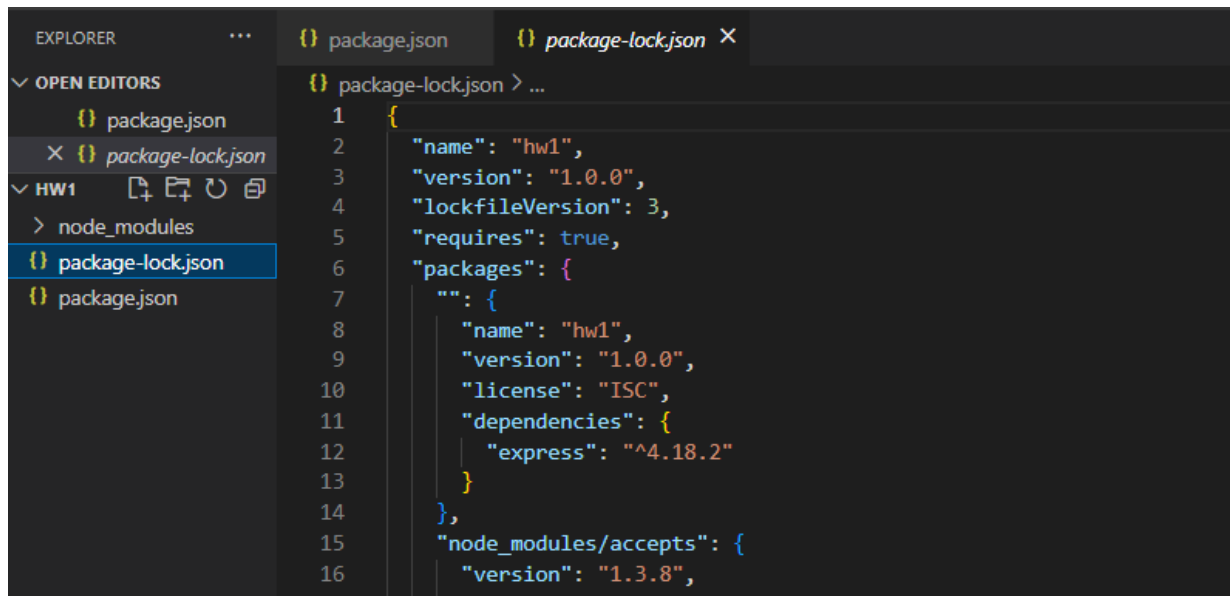 EXPLORER ...
OPEN EDITORS
{} package.json
× {} package-lock.json
HW1
> node_modules
{} package-lock.json
{} package.json
{} package.json {} package-lock.json ×
{} package-lock.json > ...
1 {
2 "name": "hw1",
3 "version": "1.0.0",
4 "lockfileVersion": 3,
5 "requires": true,
6 "packages": {
7 "": {
8 "name": "hw1",
9 "version": "1.0.0",
10 "license": "ISC",
11 "dependencies": {
12 "express": "^4.18.2"
13 }
14 },
15 "node_modules/accepts": {
16 "version": "1.3.8",